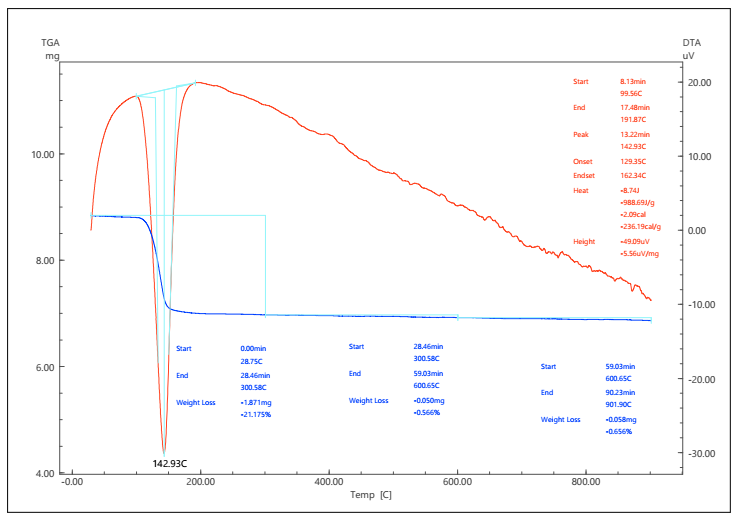 TGA
mg
DTA
uV
10.00
8.00
6.00
4.00
20.00
10.00
0.00
-10.00
-20.00
-30.00
Start 8.13min
99.56C
End 17.48min
191.87C
Peak 13.22min
142.93C
Onset 129.35C
Endset 162.34C
Heat -8.74J
-988.69J/g
-2.09cal
-236.19cal/g
Height -49.09uV
-5.56uV/mg
Start 0.00min
28.75C
End 28.46min
300.58C
Weight Loss -1.871mg
-21.175%
Start 28.46min
300.58C
End 59.03min
600.65C
Weight Loss -0.050mg
-0.566%
Start 59.03min
600.65C
End 90.23min
901.90C
Weight Loss -0.058mg
-0.656%
142.93C
-0.00 200.00 400.00 600.00 800.00
Temp [C]